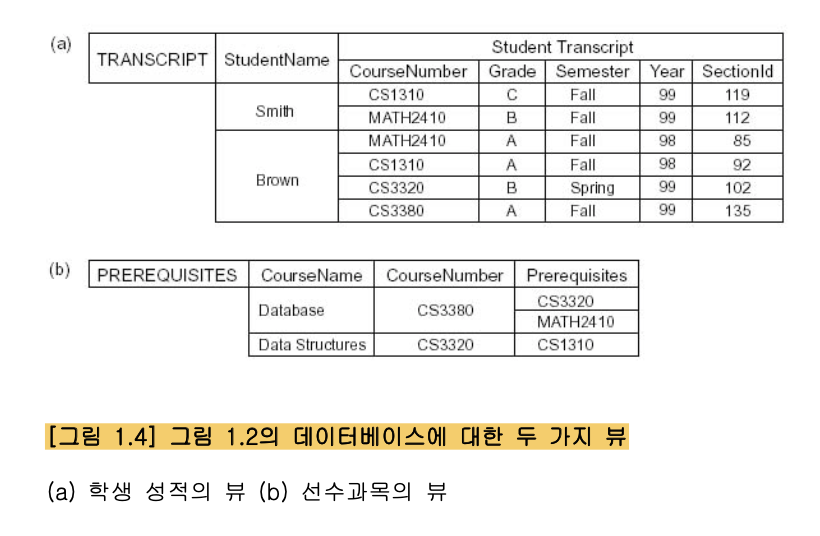 (a) TRANSCRIPT StudentName Student Transcript
CourseNumber Grade Semester Year SectionId
Smith CS1310 C Fall 99 119
MATH2410 B Fall 99 112
Brown MATH2410 A Fall 98 85
CS1310 A Fall 98 92
CS3320 B Spring 99 102
CS3380 A Fall 99 135
(b) PREREQUISITES CourseName CourseNumber Prerequisites
Database CS3380 CS3320
MATH2410
Data Structures CS3320 CS1310
[그림 1.4] 그림 1.2의 데이터베이스에 대한 두 가지 뷰
(a) 학생 성적의 뷰 (b) 선수과목의 뷰